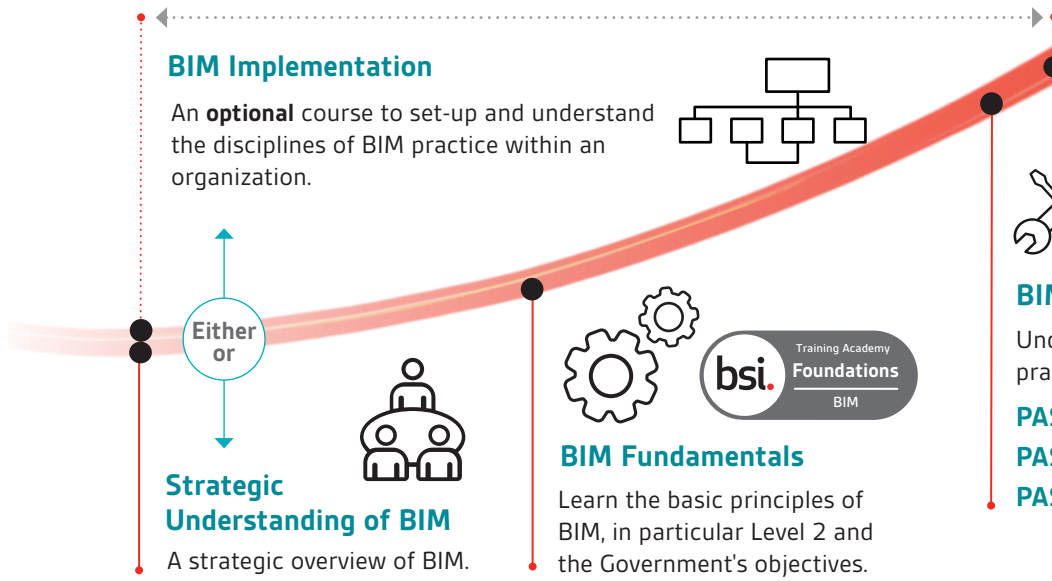 BIM Implementation
An optional course to set-up and understand
the disciplines of BIM practice within an
organization.
Either
or
Strategic
Understanding of BIM
A strategic overview of BIM.
bsi.
Training Academy
Foundations
BIM
BIM Fundamentals
Learn the basic principles of
BIM, in particular Level 2 and
the Government's objectives.